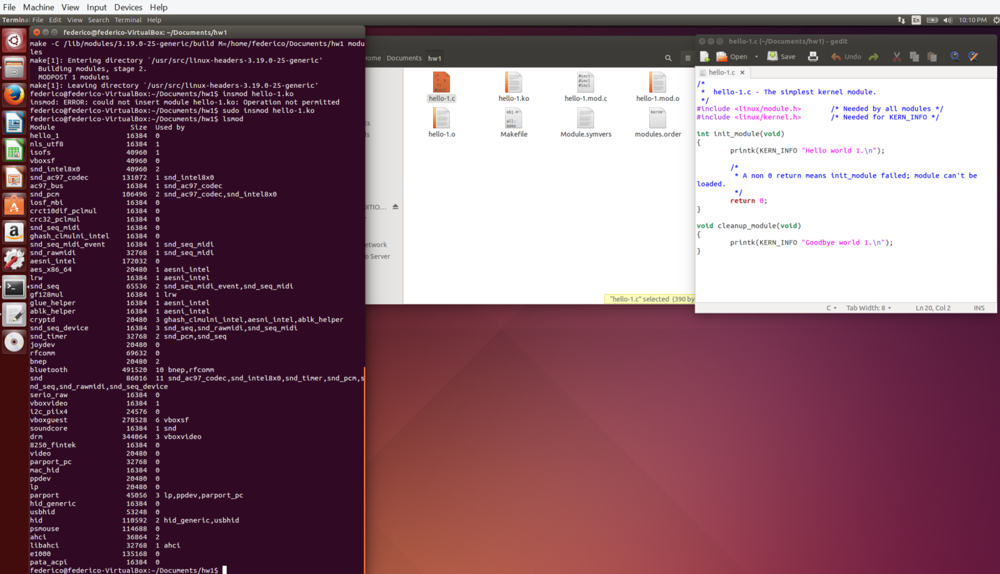 File Machine View Input Devices Help
Termina File Edit View Search Terminal Help
En
10:10 PM
federico@federico-VirtualBox: ~/Documents/hw1
make -C /lib/modules/3.19.0-25-generic/build M=/home/federico/Documents/hw1 modu
les
make[1]: Entering directory `/usr/src/linux-headers-3.19.0-25-generic'
Building modules, stage 2.
MODPOST 1 modules
make[1]: Leaving directory `/usr/src/linux-headers-3.19.0-25-generic'
federico@federico-VirtualBox:~/Documents/hw1$ insmod hello-1.ko
insmod: ERROR: could not insert module hello-1.ko: Operation not permitted
federico@federico-VirtualBox:~/Documents/hw1$ sudo insmod hello-1.ko
federico@federico-VirtualBox:~/Documents/hw1$ lsmod
Module Size Used by
hello_1 16384 0
nls_utf8 16384 1
isofs 40960 1
vboxsf 40960 0
snd_intel8x0 40960 2
snd_ac97_codec 131072 1 snd_intel8x0
ac97_bus 16384 1 snd_ac97_codec
snd_pcm 106496 2 snd_ac97_codec,snd_intel8x0
iosf_mbi 16384 0
crct10dif_pclmul 16384 0
crc32_pclmul 16384 0
snd_seq_midi 16384 0
ghash_clmulni_intel 16384 0
snd_seq_midi_event 16384 1 snd_seq_midi
snd_rawmidi 32768 1 snd_seq_midi
aesni_intel 172032 0
aes_x86_64 20480 1 aesni_intel
lrw 16384 1 aesni_intel
snd_seq 65536 2 snd_seq_midi_event,snd_seq_midi
gf128mul 16384 1 lrw
glue_helper 16384 1 aesni_intel
ablk_helper 16384 1 aesni_intel
cryptd 20480 3 ghash_clmulni_intel,aesni_intel,ablk_helper
snd_seq_device 16384 3 snd_seq,snd_rawmidi,snd_seq_midi
snd_timer 32768 2 snd_pcm,snd_seq
joydev 20480 0
rfcomm 69632 0
bnep 20480 2
bluetooth 491520 10 bnep,rfcomm
snd 86016 11 snd_ac97_codec,snd_intel8x0,snd_timer,snd_pcm,s
nd_seq,snd_rawmidi,snd_seq_device
serio_raw 16384 0
vboxvideo 16384 1
i2c_piix4 24576 0
vboxguest 278528 6 vboxsf
soundcore 16384 1 snd
drm 344064 3 vboxvideo
8250_fintek 16384 0
video 20480 0
parport_pc 32768 0
mac_hid 16384 0
ppdev 20480 0
lp 20480 0
parport 45056 3 lp,ppdev,parport_pc
hid_generic 16384 0
usbhid 53248 0
hid 110592 2 hid_generic,usbhid
psmouse 114688 0
ahci 36864 2
libahci 32768 1 ahci
e1000 135168 0
pata_acpi 16384 0
federico@federico-VirtualBox:~/Documents/hw1$
ome Documents hw1
hello-1.c hello-1.ko hello-1.mod.c hello-1.mod.o
hello-1.o Makefile Module.symvers modules.order
DITIO...
etwork
o Server
"hello-1.c" selected (390 by
hello-1.c (~/Documents/hw1) - gedit
Open Save Undo
hello-1.c
/*
* hello-1.c - The simplest kernel module.
*/
#include <linux/module.h> /* Needed by all modules */
#include <linux/kernel.h> /* Needed for KERN_INFO */
int init_module(void)
{
printk(KERN_INFO "Hello world 1.\n");
/*
* A non 0 return means init_module failed; module can't be
loaded.
*/
return 0;
}
void cleanup_module(void)
{
printk(KERN_INFO "Goodbye world 1.\n");
}
C Tab Width: 8 Ln 20, Col 2 INS